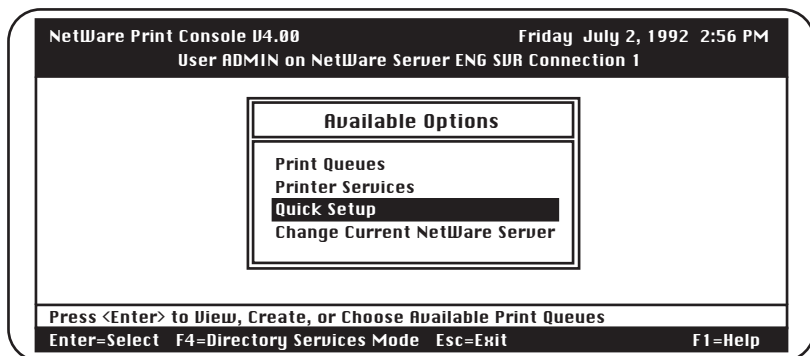 NetWare Print Console V4.00 Friday July 2, 1992 2:56 PM
User ADMIN on NetWare Server ENG SVR Connection 1
Available Options
Print Queues
Printer Services
Quick Setup
Change Current NetWare Server
Press <Enter> to View, Create, or Choose Available Print Queues
Enter=Select F4=Directory Services Mode Esc=Exit F1=Help